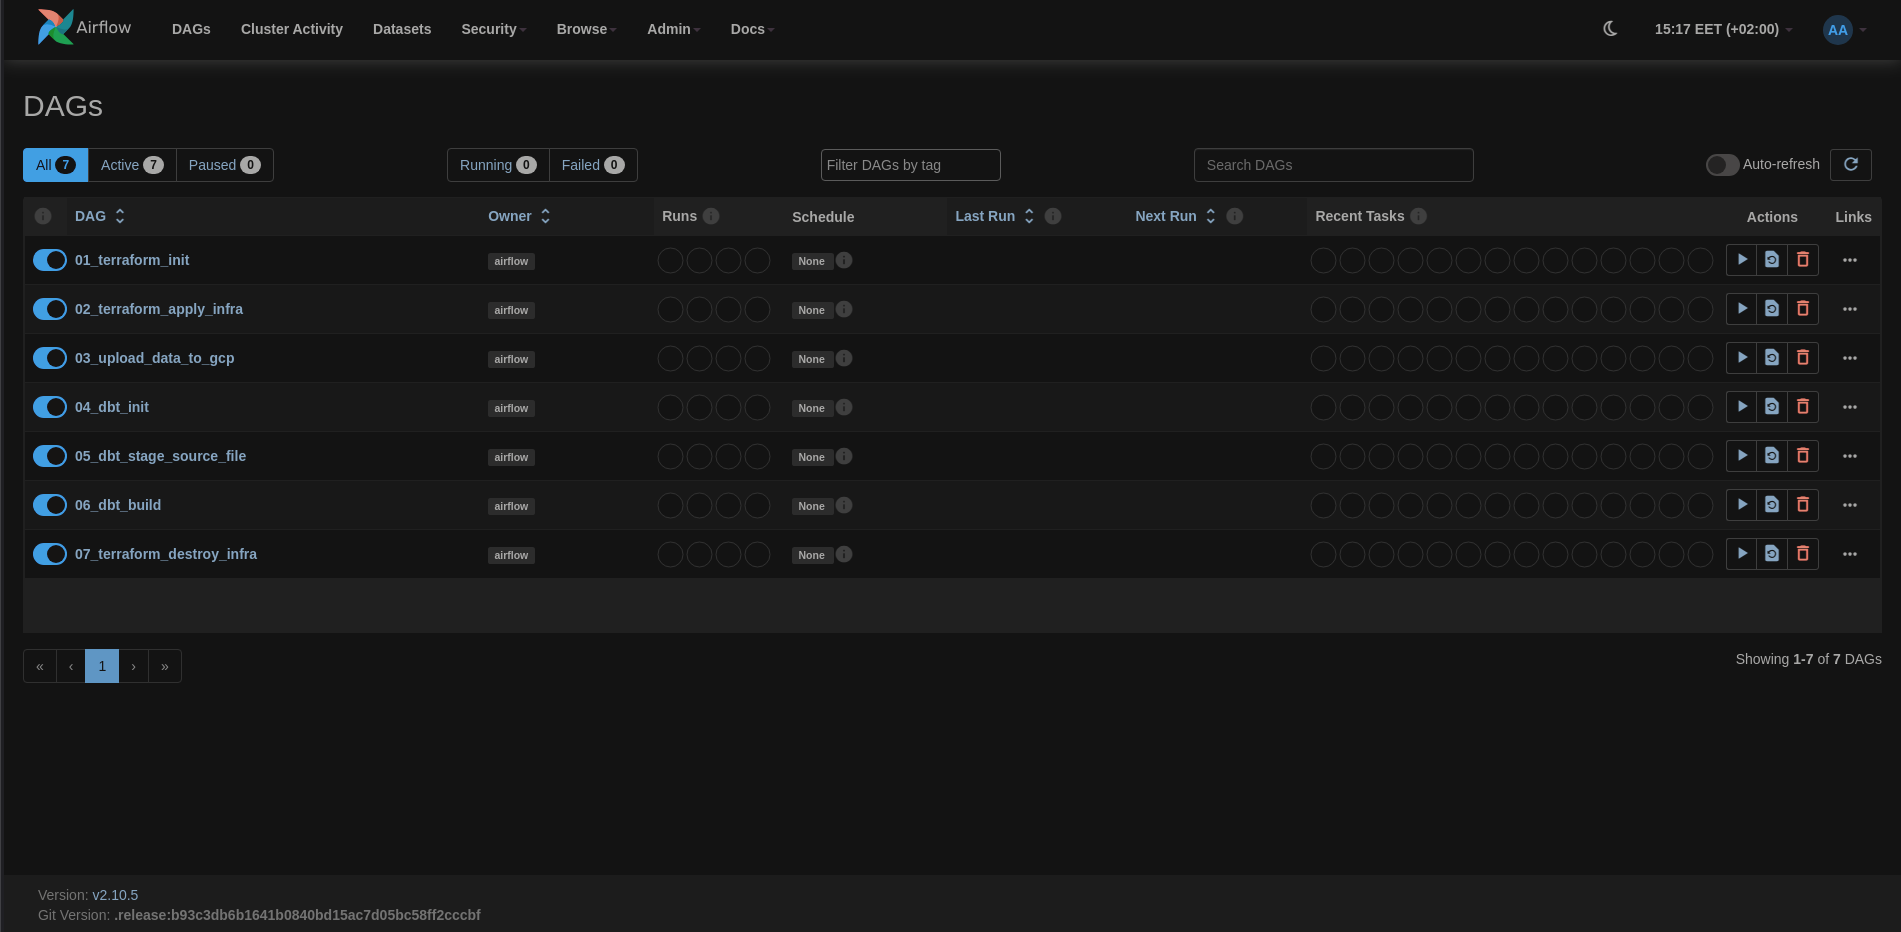 Airflow DAGs Cluster Activity Datasets Security Browse Admin Docs 15:17 EET (+02:00) AA
DAGs
All 7 Active 7 Paused 0 Running 0 Failed 0 Filter DAGs by tag Search DAGs Auto-refresh
DAG Owner Runs Schedule Last Run Next Run Recent Tasks Actions Links
01_terraform_init airflow None
02_terraform_apply_infra airflow None
03_upload_data_to_gcp airflow None
04_dbt_init airflow None
05_dbt_stage_source_file airflow None
06_dbt_build airflow None
07_terraform_destroy_infra airflow None
« ‹ 1 › » Showing 1-7 of 7 DAGs
Version: v2.10.5
Git Version: .release:b93c3db6b1641b0840bd15ac7d05bc58ff2cccbf